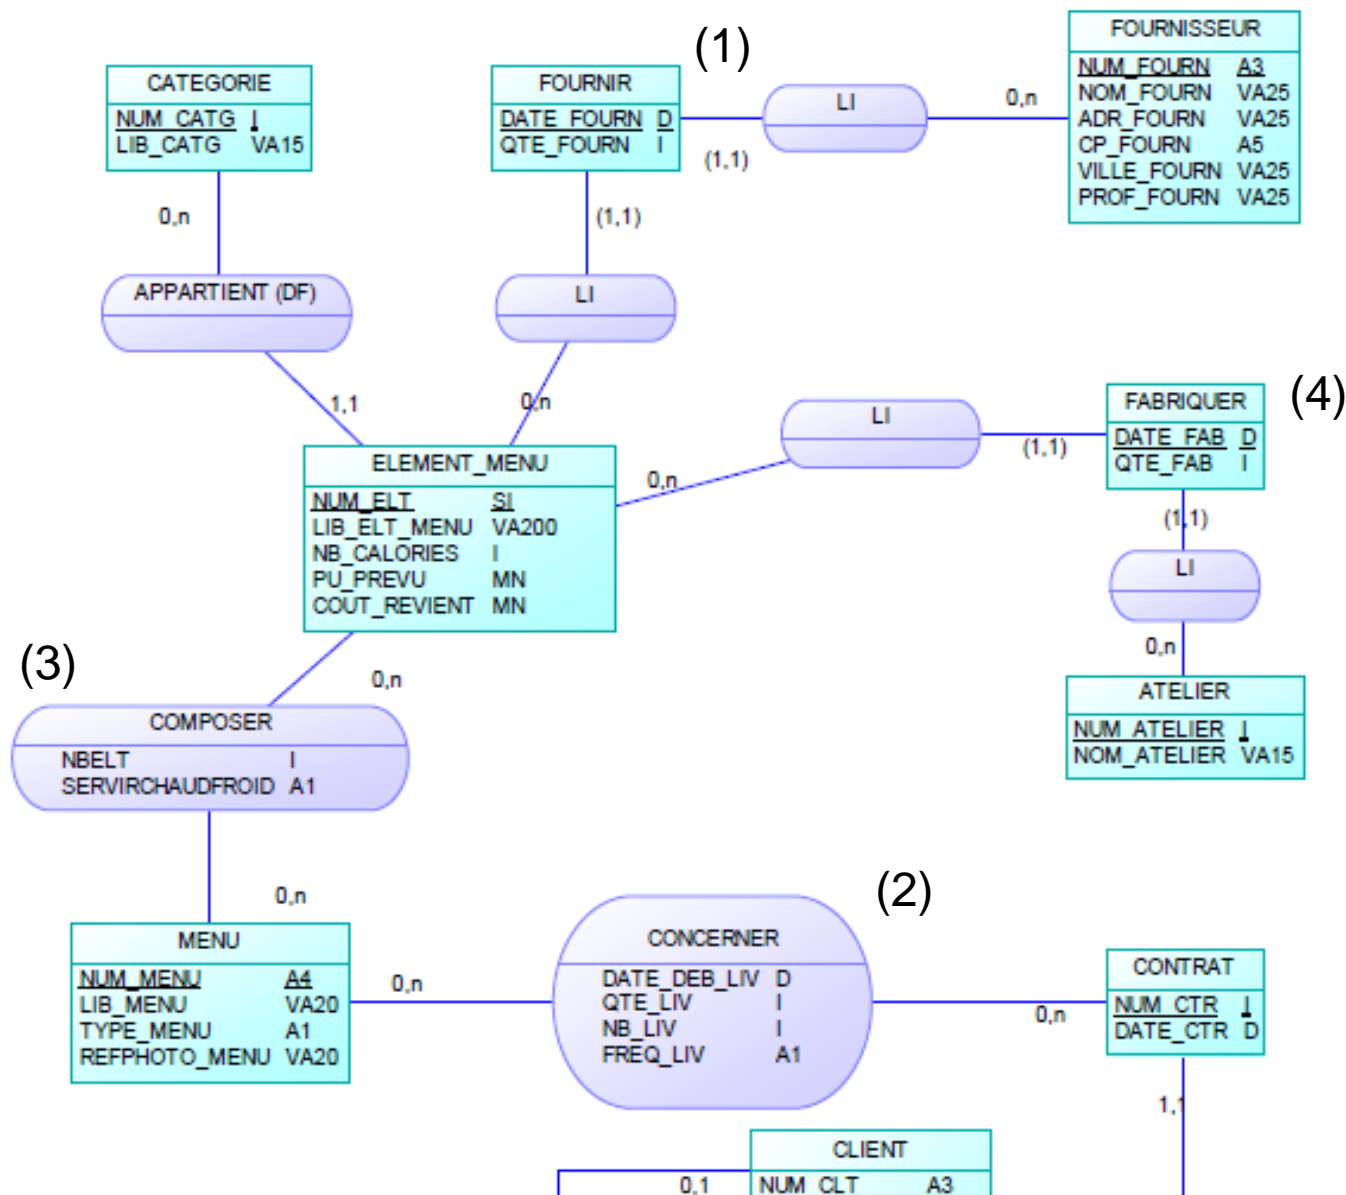 (1)
FOURNISSEUR
NUM_FOURN A3
NOM_FOURN VA25
ADR_FOURN VA25
CP_FOURN A5
VILLE_FOURN VA25
PROF_FOURN VA25
CATEGORIE
NUM_CATG I
LIB_CATG VA15
FOURNIR
DATE_FOURN D
QTE_FOURN I
LI
0,n
(1,1)
0,n
(1,1)
APPARTIENT (DF)
LI
1,1
0,n
FABRIQUER
DATE_FAB D
QTE_FAB I
(4)
LI
(1,1)
0,n
ELEMENT_MENU
NUM_ELT SI
LIB_ELT_MENU VA200
NB_CALORIES I
PU_PREVU MN
COUT_REVIENT MN
(1,1)
LI
0,n
ATELIER
NUM_ATELIER I
NOM_ATELIER VA15
(3)
0,n
COMPOSER
NBELT I
SERVIRCHAUDFROID A1
0,n
(2)
MENU
NUM_MENU A4
LIB_MENU VA20
TYPE_MENU A1
REFPHOTO_MENU VA20
0,n
CONCERNER
DATE_DEB_LIV D
QTE_LIV I
NB_LIV I
FREQ_LIV A1
0,n
CONTRAT
NUM_CTR I
DATE_CTR D
1,1
CLIENT
0,1
NUM_CLT A3